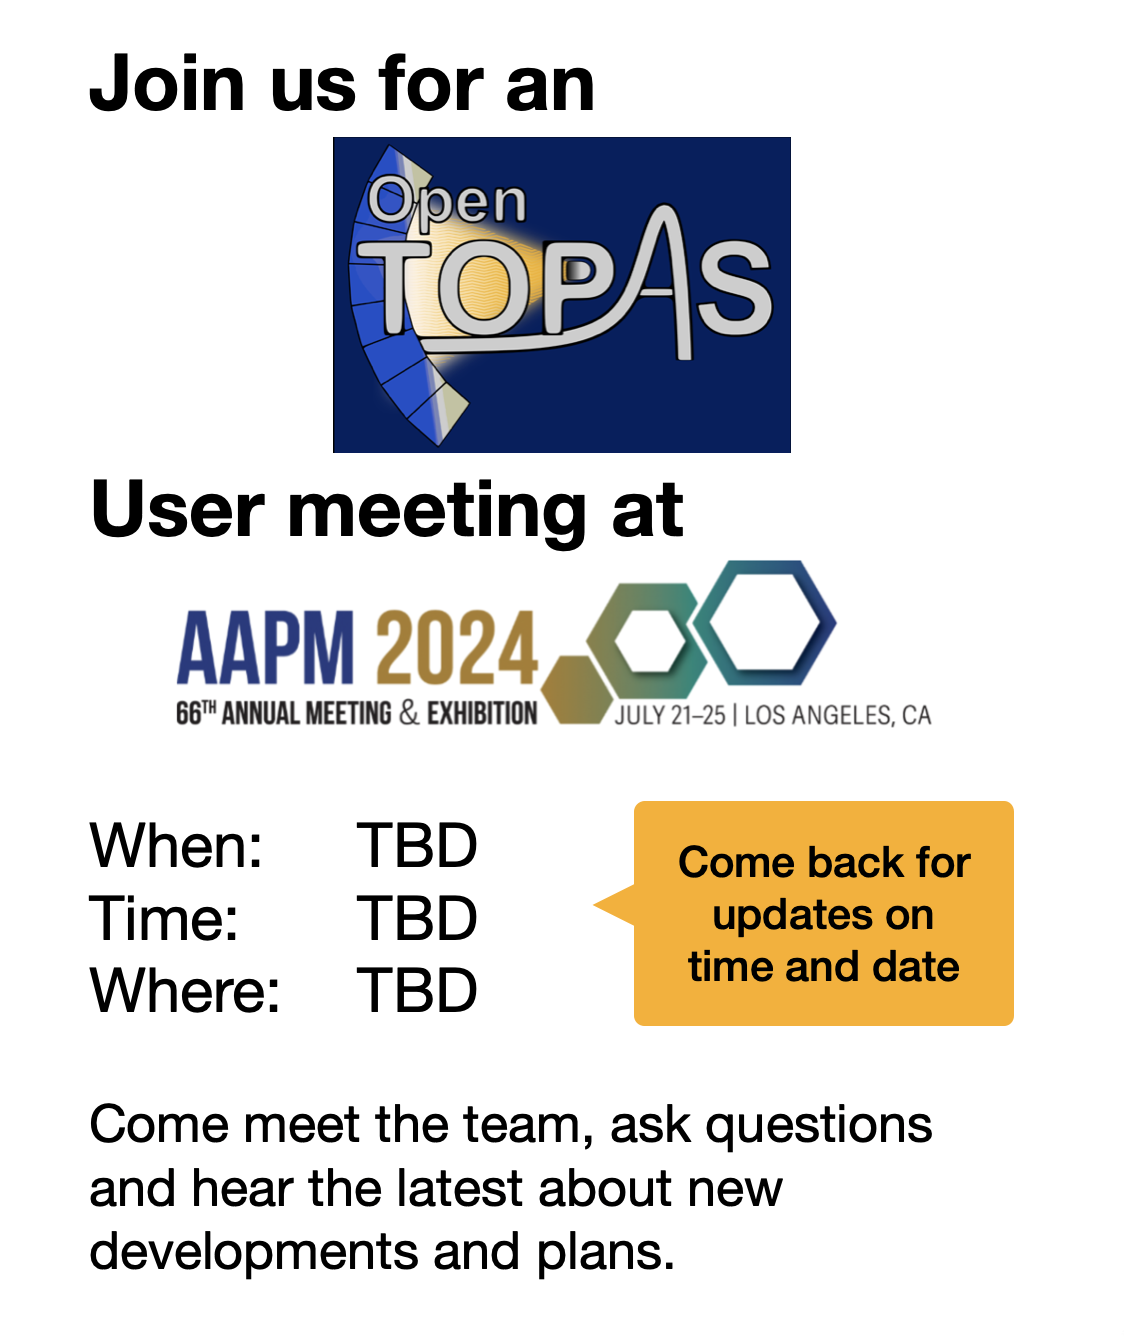 Join us for an
Open
TOPAS
User meeting at
AAPM 2024
66TH ANNUAL MEETING & EXHIBITION
JULY 21–25 | LOS ANGELES, CA
When: TBD
Time: TBD
Where: TBD
Come back for
updates on
time and date
Come meet the team, ask questions
and hear the latest about new
developments and plans.